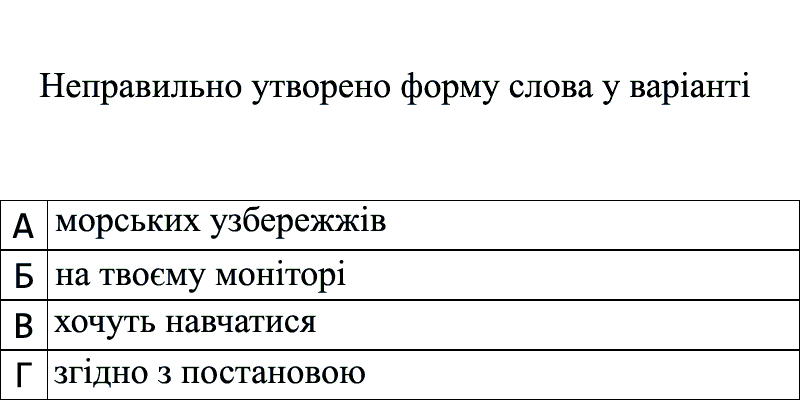 Неправильно утворено форму слова у варіанті
А морських узбережжів
Б на твоєму моніторі
В хочуть навчатися
Г згідно з постановою